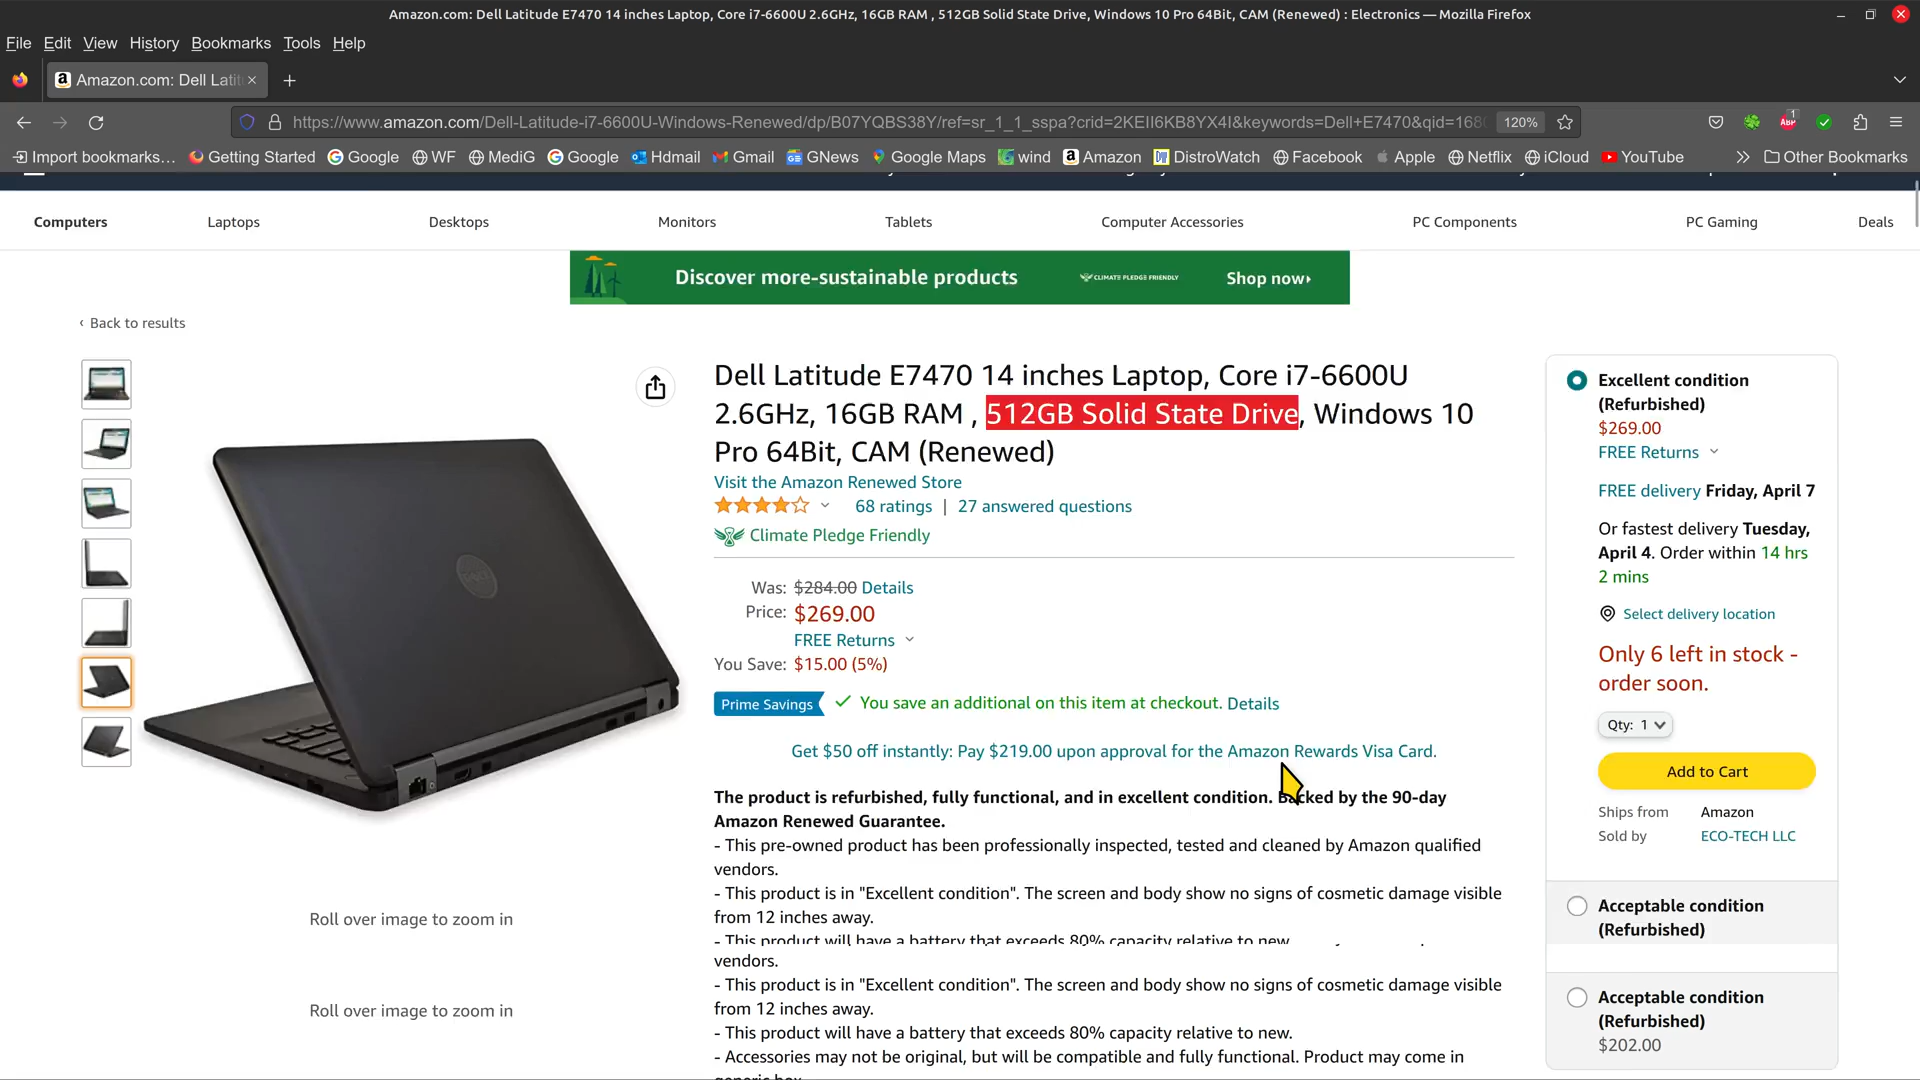 Amazon.com: Dell Latitude E7470 14 inches Laptop, Core i7-6600U 2.6GHz, 16GB RAM , 512GB Solid State Drive, Windows 10 Pro 64Bit, CAM (Renewed) : Electronics — Mozilla Firefox
File Edit View History Bookmarks Tools Help
Amazon.com: Dell Latit
https://www.amazon.com/Dell-Latitude-i7-6600U-Windows-Renewed/dp/B07YQBS38Y/ref=sr_1_1_sspa?crid=2KEII6KB8YX4I&keywords=Dell+E7470&qid=168 120%
Import bookmarks... Getting Started Google WF MediG Google Hdmail Gmail GNews Google Maps wind Amazon DistroWatch Facebook Apple Netflix iCloud YouTube Other Bookmarks
Computers Laptops Desktops Monitors Tablets Computer Accessories PC Components PC Gaming Deals
Discover more-sustainable products CLIMATE PLEDGE FRIENDLY Shop now
‹ Back to results
Dell Latitude E7470 14 inches Laptop, Core i7-6600U
2.6GHz, 16GB RAM , 512GB Solid State Drive, Windows 10
Pro 64Bit, CAM (Renewed)
Visit the Amazon Renewed Store
68 ratings | 27 answered questions
Climate Pledge Friendly
Was: $284.00 Details
Price: $269.00
FREE Returns
You Save: $15.00 (5%)
Prime Savings You save an additional on this item at checkout. Details
Get $50 off instantly: Pay $219.00 upon approval for the Amazon Rewards Visa Card.
The product is refurbished, fully functional, and in excellent condition. Backed by the 90-day
Amazon Renewed Guarantee.
- This pre-owned product has been professionally inspected, tested and cleaned by Amazon qualified
vendors.
- This product is in "Excellent condition". The screen and body show no signs of cosmetic damage visible
from 12 inches away.
- This product will have a battery that exceeds 80% capacity relative to new.
vendors.
- This product is in "Excellent condition". The screen and body show no signs of cosmetic damage visible
from 12 inches away.
- This product will have a battery that exceeds 80% capacity relative to new.
- Accessories may not be original, but will be compatible and fully functional. Product may come in
generic box.
Roll over image to zoom in
Roll over image to zoom in
Excellent condition
(Refurbished)
$269.00
FREE Returns
FREE delivery Friday, April 7
Or fastest delivery Tuesday,
April 4. Order within 14 hrs
2 mins
Select delivery location
Only 6 left in stock -
order soon.
Qty: 1
Add to Cart
Ships from Amazon
Sold by ECO-TECH LLC
Acceptable condition
(Refurbished)
Acceptable condition
(Refurbished)
$202.00